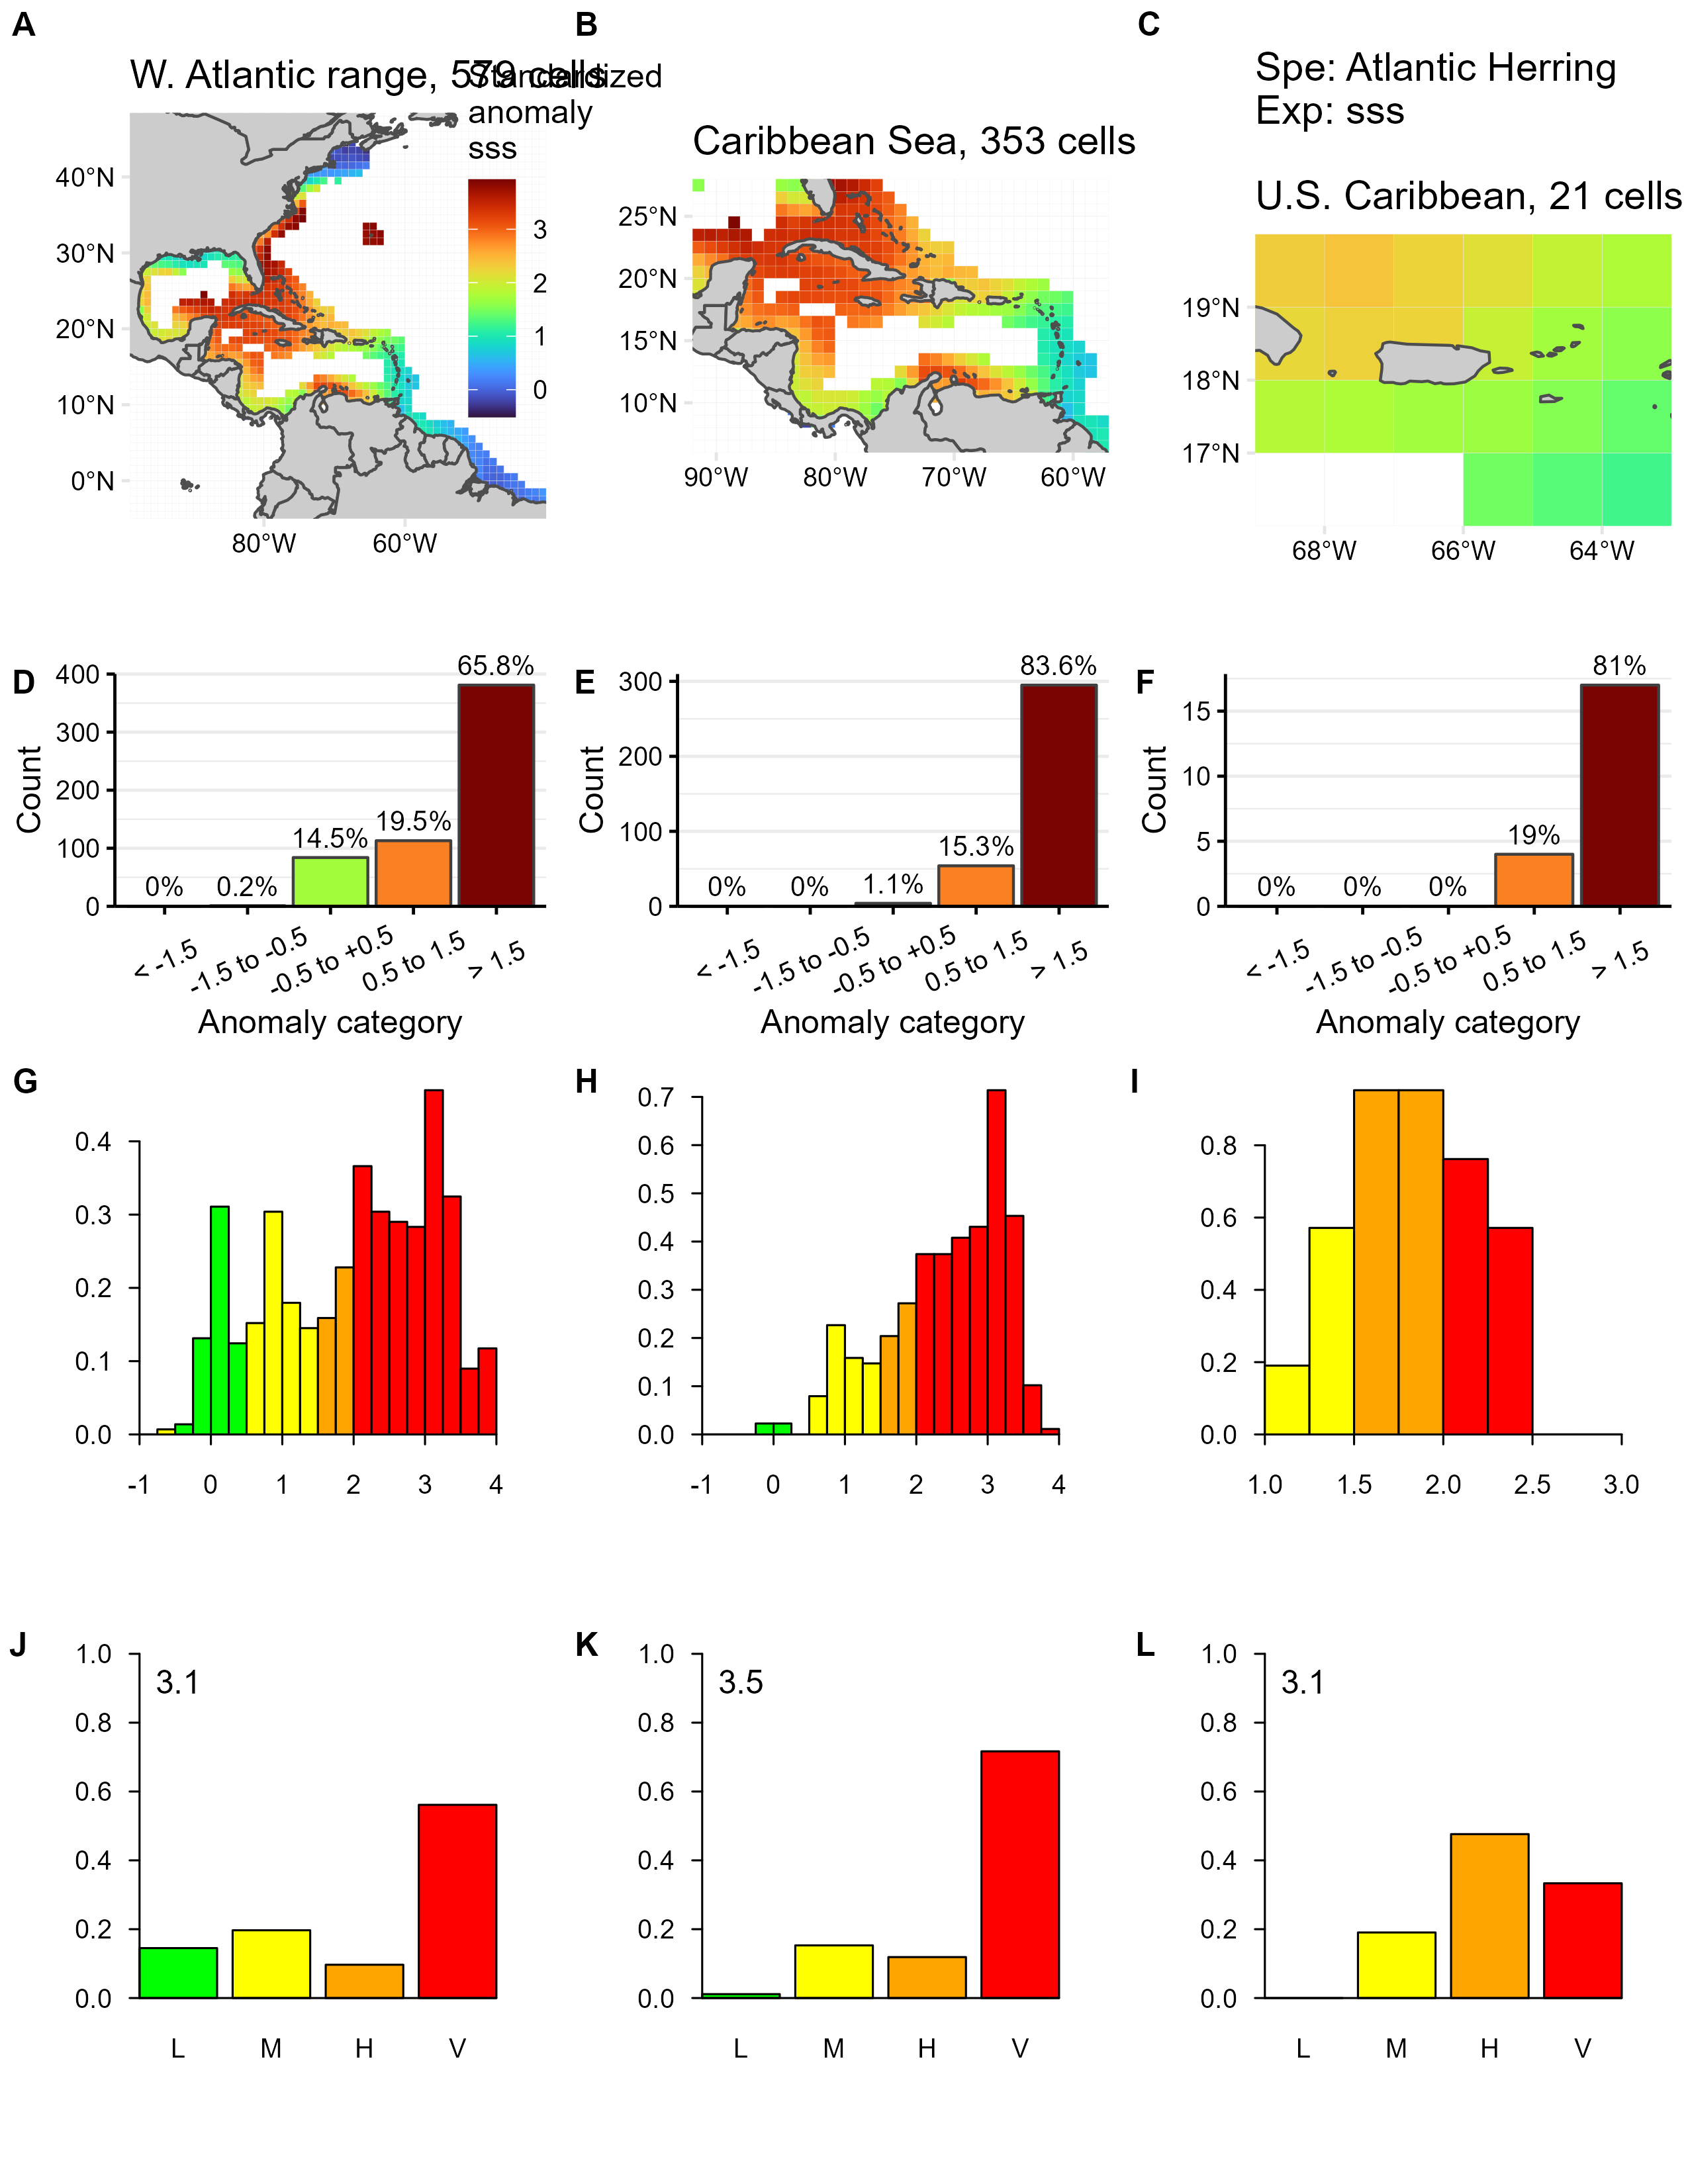 A
B
C
W. Atlantic range, 579 cells
Standardized
anomaly
sss
3
2
1
0
40°N
30°N
20°N
10°N
0°N
80°W
60°W
Caribbean Sea, 353 cells
25°N
20°N
15°N
10°N
90°W
80°W
70°W
60°W
Spe: Atlantic Herring
Exp: sss
U.S. Caribbean, 21 cells
19°N
18°N
17°N
68°W
66°W
64°W
D
Count
400
300
200
100
0
0%
0.2%
14.5%
19.5%
65.8%
< -1.5
-1.5 to -0.5
-0.5 to +0.5
0.5 to 1.5
> 1.5
Anomaly category
E
Count
300
200
100
0
0%
0%
1.1%
15.3%
83.6%
< -1.5
-1.5 to -0.5
-0.5 to +0.5
0.5 to 1.5
> 1.5
Anomaly category
F
Count
15
10
5
0
0%
0%
0%
19%
81%
< -1.5
-1.5 to -0.5
-0.5 to +0.5
0.5 to 1.5
> 1.5
Anomaly category
G
0.4
0.3
0.2
0.1
0.0
-1 0 1 2 3 4
H
0.7
0.6
0.5
0.4
0.3
0.2
0.1
0.0
-1 0 1 2 3 4
I
0.8
0.6
0.4
0.2
0.0
1.0 1.5 2.0 2.5 3.0
J
3.1
1.0
0.8
0.6
0.4
0.2
0.0
L M H V
K
3.5
1.0
0.8
0.6
0.4
0.2
0.0
L M H V
L
3.1
1.0
0.8
0.6
0.4
0.2
0.0
L M H V